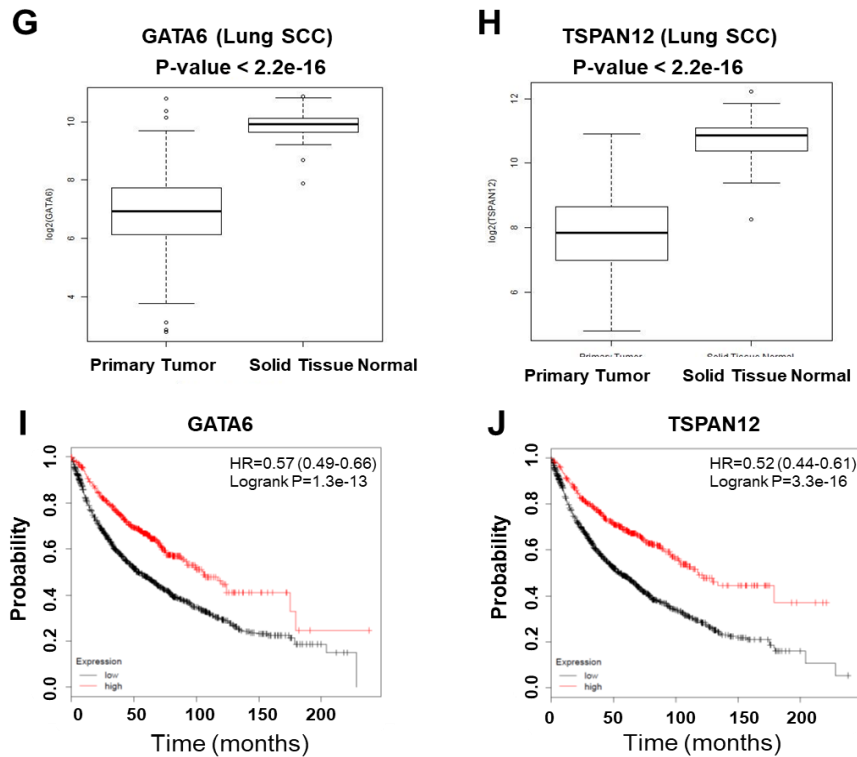 G
GATA6 (Lung SCC)
P-value < 2.2e-16
log2(GATA6)
10
8
6
4
Primary Tumor
Solid Tissue Normal
H
TSPAN12 (Lung SCC)
P-value < 2.2e-16
log2(TSPAN12)
12
10
8
6
Primary Tumor
Solid Tissue Normal
Primary Tumor
Solid Tissue Normal
I
GATA6
HR=0.57 (0.49-0.66)
Logrank P=1.3e-13
Probability
1.0
0.8
0.6
0.4
0.2
0.0
Expression
low
high
0 50 100 150 200
Time (months)
J
TSPAN12
HR=0.52 (0.44-0.61)
Logrank P=3.3e-16
Probability
1.0
0.8
0.6
0.4
0.2
0.0
Expression
low
high
0 50 100 150 200
Time (months)